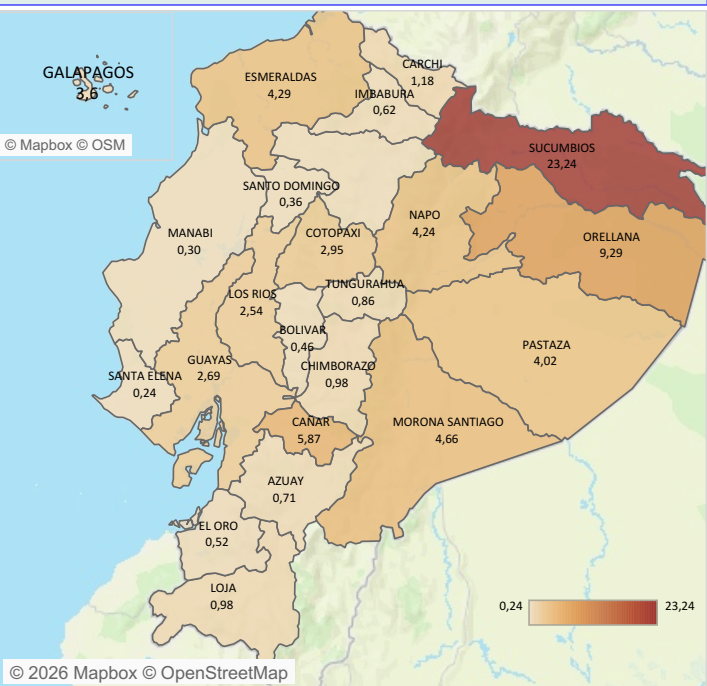 GALAPAGOS
3,6
© Mapbox © OSM
ESMERALDAS
4,29
CARCHI
1,18
IMBABURA
0,62
SUCUMBIOS
23,24
SANTO DOMINGO
0,36
NAPO
4,24
MANABI
0,30
COTOPAXI
2,95
ORELLANA
9,29
TUNGURAHUA
0,86
LOS RIOS
2,54
BOLIVAR
0,46
PASTAZA
4,02
GUAYAS
2,69
CHIMBORAZO
0,98
SANTA ELENA
0,24
CAÑAR
5,87
MORONA SANTIAGO
4,66
AZUAY
0,71
EL ORO
0,52
LOJA
0,98
0,24
23,24
© 2026 Mapbox © OpenStreetMap